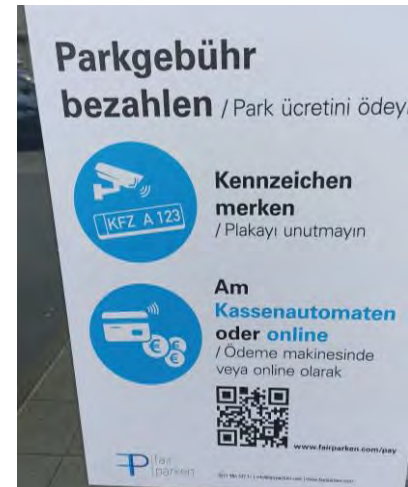 Parkgebühr
bezahlen / Park ücretini ödeyi
Kennzeichen
merken
/ Plakayı unutmayın
KFZ A 123
Am
Kassenautomaten
oder online
/ Ödeme makinesinde
veya online olarak
www.fairparken.com/pay
fair
parken